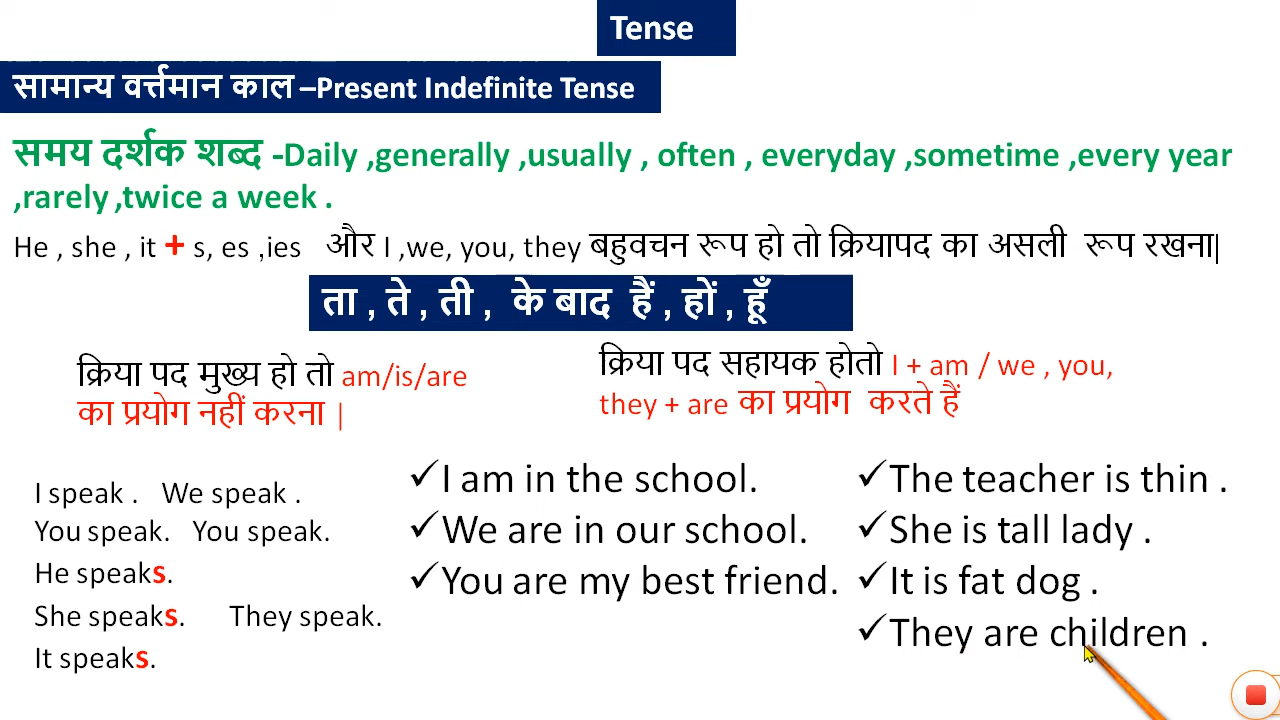 Tense
सामान्य वर्त्तमान काल –Present Indefinite Tense
समय दर्शक शब्द -Daily ,generally ,usually , often , everyday ,sometime ,every year
,rarely ,twice a week .
He , she , it + s, es ,ies और I ,we, you, they बहुवचन रूप हो तो क्रियापद का असली रूप रखना|
ता , ते , ती , के बाद हैं , हों , हूँ
क्रिया पद मुख्य हो तो am/is/are
का प्रयोग नहीं करना |
क्रिया पद सहायक होतो I + am / we , you,
they + are का प्रयोग करते हैं
I speak . We speak .
You speak. You speak.
He speaks.
She speaks. They speak.
It speaks.
✓I am in the school.
✓We are in our school.
✓You are my best friend.
✓The teacher is thin .
✓She is tall lady .
✓It is fat dog .
✓They are children .